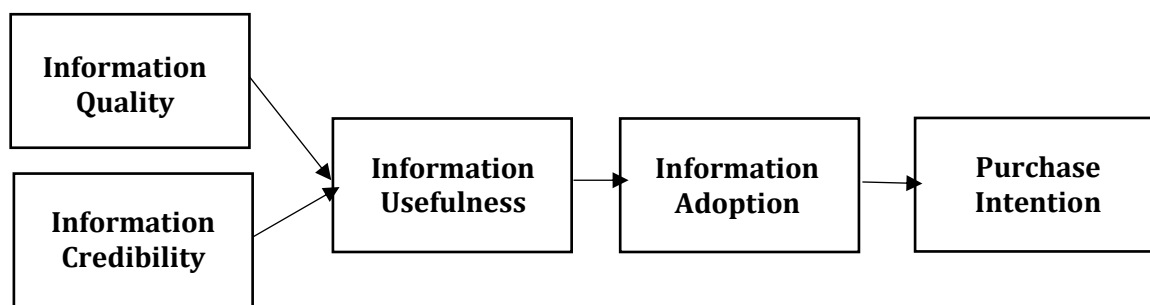 Information
Quality
Information
Credibility
Information
Usefulness
Information
Adoption
Purchase
Intention